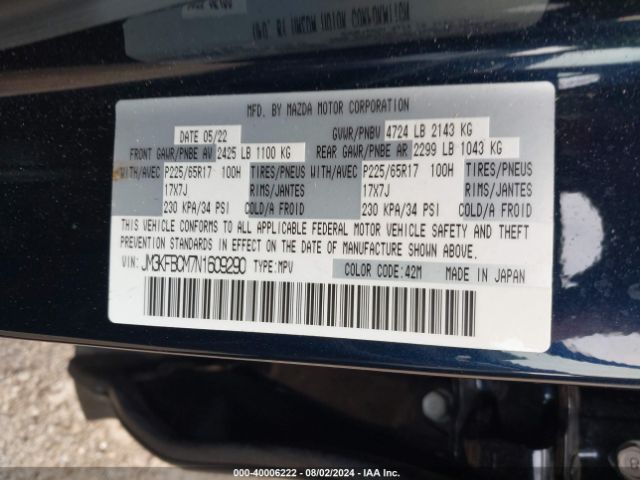 MFD. BY MAZDA MOTOR CORPORATION
DATE 05/22 GVWR/PNBV 4724 LB 2143 KG
FRONT GAWR/PNBE AV 2425 LB 1100 KG REAR GAWR/PNBE AR 2299 LB 1043 KG
WITH/AVEC P225/65R17 100H TIRES/PNEUS WITH/AVEC P225/65R17 100H TIRES/PNEUS
17X7J RIMS/JANTES 17X7J RIMS/JANTES
230 KPA/34 PSI COLD/A FROID 230 KPA/34 PSI COLD/A FROID
THIS VEHICLE CONFORMS TO ALL APPLICABLE FEDERAL MOTOR VEHICLE SAFETY AND THEFT
PREVENTION STANDARDS IN EFFECT ON THE DATE OF MANUFACTURE SHOWN ABOVE.
VIN: JM3KFBCM7N1609290 TYPE: MPV COLOR CODE: 42M MADE IN JAPAN
000-40006222 - 08/02/2024 - IAA Inc.